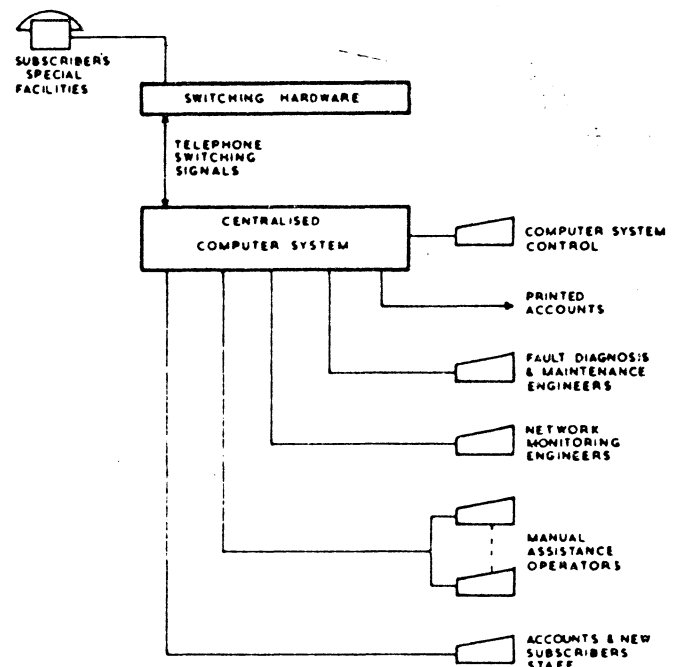 SUBSCRIBER'S
SPECIAL
FACILITIES
SWITCHING HARDWARE
TELEPHONE
SWITCHING
SIGNALS
CENTRALISED
COMPUTER SYSTEM
COMPUTER SYSTEM
CONTROL
PRINTED
ACCOUNTS
FAULT DIAGNOSIS
& MAINTENANCE
ENGINEERS
NETWORK
MONITORING
ENGINEERS
MANUAL
ASSISTANCE
OPERATORS
ACCOUNTS & NEW
SUBSCRIBERS
STAFF